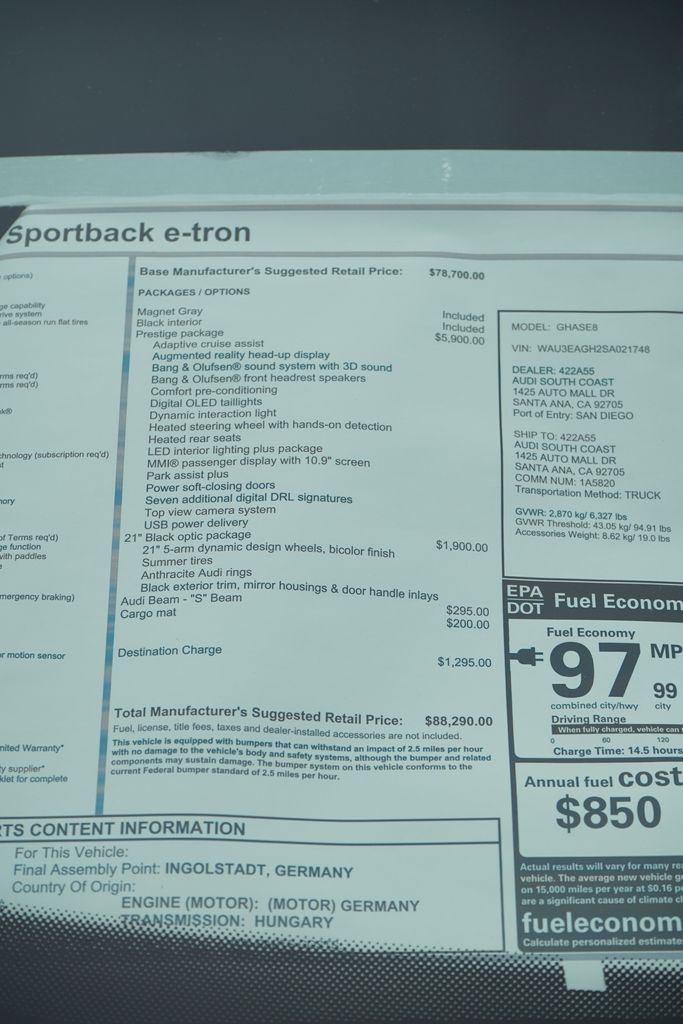 Sportback e-tron
options)
ge capability
rive system
all-season run flat tires
rms req'd)
rms req'd)
k®
chnology (subscription req'd)
st
nory
of Terms req'd)
ge function
with paddles
mergency braking)
or motion sensor
nited Warranty*
y supplier*
klet for complete
Base Manufacturer's Suggested Retail Price: $78,700.00
PACKAGES / OPTIONS
Magnet Gray Included
Black interior Included
Prestige package $5,900.00
Adaptive cruise assist
Augmented reality head-up display
Bang & Olufsen® sound system with 3D sound
Bang & Olufsen® front headrest speakers
Comfort pre-conditioning
Digital OLED taillights
Dynamic interaction light
Heated steering wheel with hands-on detection
Heated rear seats
LED interior lighting plus package
MMI® passenger display with 10.9" screen
Park assist plus
Power soft-closing doors
Seven additional digital DRL signatures
Top view camera system
USB power delivery
21" Black optic package $1,900.00
21" 5-arm dynamic design wheels, bicolor finish
Summer tires
Anthracite Audi rings
Black exterior trim, mirror housings & door handle inlays
Audi Beam - "S" Beam $295.00
Cargo mat $200.00
Destination Charge $1,295.00
Total Manufacturer's Suggested Retail Price: $88,290.00
Fuel, license, title fees, taxes and dealer-installed accessories are not included.
This vehicle is equipped with bumpers that can withstand an impact of 2.5 miles per hour
with no damage to the vehicle's body and safety systems, although the bumper and related
components may sustain damage. The bumper system on this vehicle conforms to the
current Federal bumper standard of 2.5 miles per hour.
MODEL: GHASE8
VIN: WAU3EAGH2SA021748
DEALER: 422A55
AUDI SOUTH COAST
1425 AUTO MALL DR
SANTA ANA, CA 92705
Port of Entry: SAN DIEGO
SHIP TO: 422A55
AUDI SOUTH COAST
1425 AUTO MALL DR
SANTA ANA, CA 92705
COMM NUM: 1A5820
Transportation Method: TRUCK
GVWR: 2,870 kg/ 6,327 lbs
GVWR Threshold: 43.05 kg/ 94.91 lbs
Accessories Weight: 8.62 kg/ 19.0 lbs
EPA
DOT Fuel Econom
Fuel Economy
97 MP
99
combined city/hwy city
Driving Range
When fully charged, vehicle can
0 60 120
Charge Time: 14.5 hours
Annual fuel cost
$850
Actual results will vary for many re
vehicle. The average new vehicle g
on 15,000 miles per year at $0.16 p
are a significant cause of climate c
fueleconom
Calculate personalized estimate
RTS CONTENT INFORMATION
For This Vehicle:
Final Assembly Point: INGOLSTADT, GERMANY
Country Of Origin:
ENGINE (MOTOR): (MOTOR) GERMANY
TRANSMISSION: HUNGARY